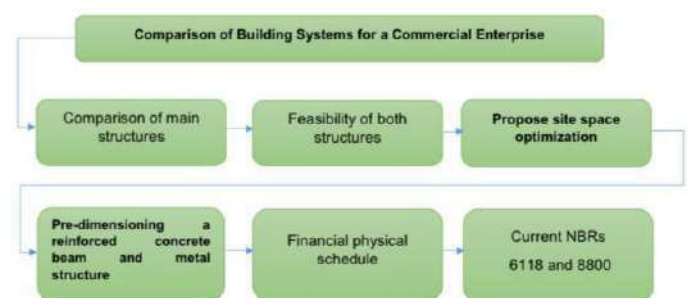 Comparison of Building Systems for a Commercial Enterprise
Comparison of main
structures
Feasibility of both
structures
Propose site space
optimization
Pre-dimensioning a
reinforced concrete
beam and metal
structure
Financial physical
schedule
Current NBRs
6118 and 8800